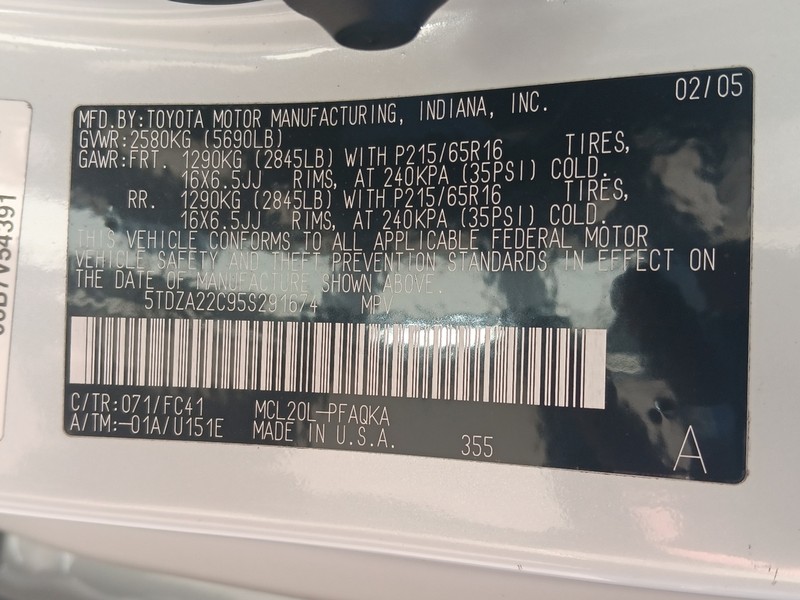 02/05
MFD.BY:TOYOTA MOTOR MANUFACTURING, INDIANA, INC.
GVWR:2580KG (5690LB)
GAWR:FRT. 1290KG (2845LB) WITH P215/65R16 TIRES,
16X6.5JJ RIMS, AT 240KPA (35PSI) COLD.
RR. 1290KG (2845LB) WITH P215/65R16 TIRES,
16X6.5JJ RIMS, AT 240KPA (35PSI) COLD.
THIS VEHICLE CONFORMS TO ALL APPLICABLE FEDERAL MOTOR
VEHICLE SAFETY AND THEFT PREVENTION STANDARDS IN EFFECT ON
THE DATE OF MANUFACTURE SHOWN ABOVE.
5TDZA22C95S291674 MPV
C/TR:071/FC41 MCL20L-PFAQKA
A/TM:-01A/U151E MADE IN U.S.A. 355 A